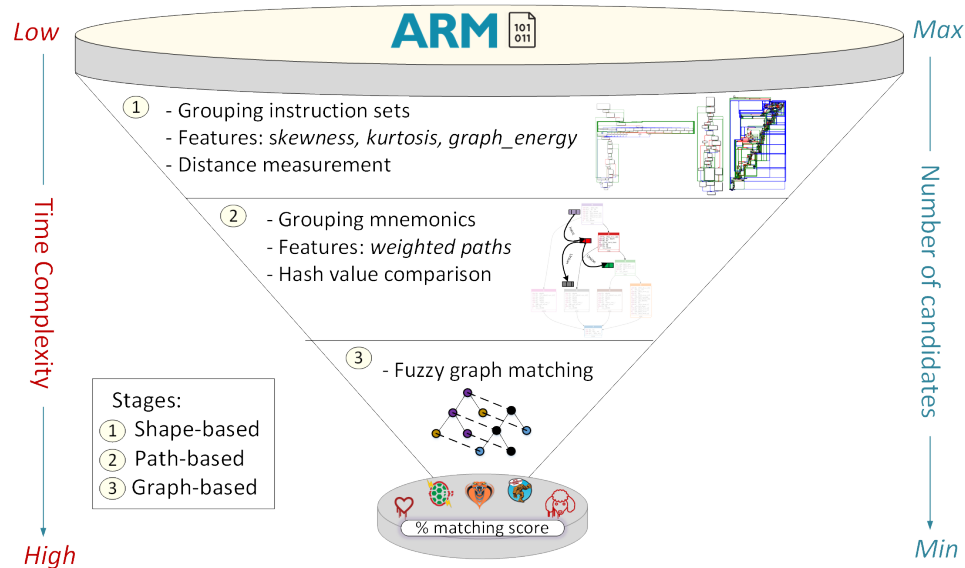 Low
ARM
101
011
Max
1
- Grouping instruction sets
- Features: skewness, kurtosis, graph_energy
- Distance measurement
2
- Grouping mnemonics
- Features: weighted paths
- Hash value comparison
3
- Fuzzy graph matching
Time Complexity
Number of candidates
Stages:
1 Shape-based
2 Path-based
3 Graph-based
% matching score
High
Min